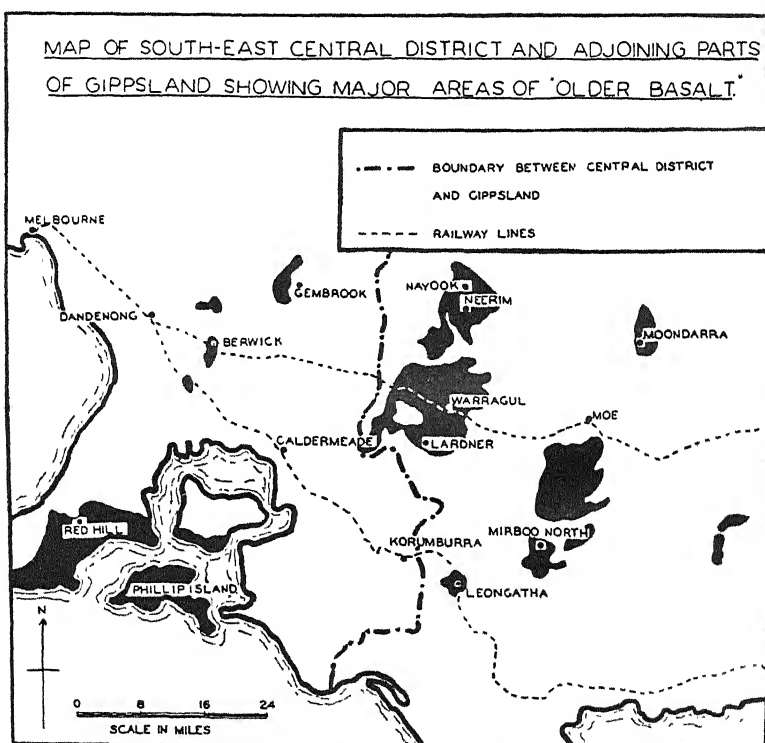 MAP OF SOUTH-EAST CENTRAL DISTRICT AND ADJOINING PARTS
OF GIPPSLAND SHOWING MAJOR AREAS OF "OLDER BASALT."
BOUNDARY BETWEEN CENTRAL DISTRICT
AND GIPPSLAND
RAILWAY LINES
MELBOURNE
GEMBROOK
NAYOOK
NEERIM
DANDENONG
BERWICK
MOONDARRA
WARRAGUL
MOE
CALDERMEADE
LARDNER
RED HILL
KORUMBURRA
MIRBOO NORTH
PHILLIP ISLAND
LEONGATHA
N
0 8 16 24
SCALE IN MILES